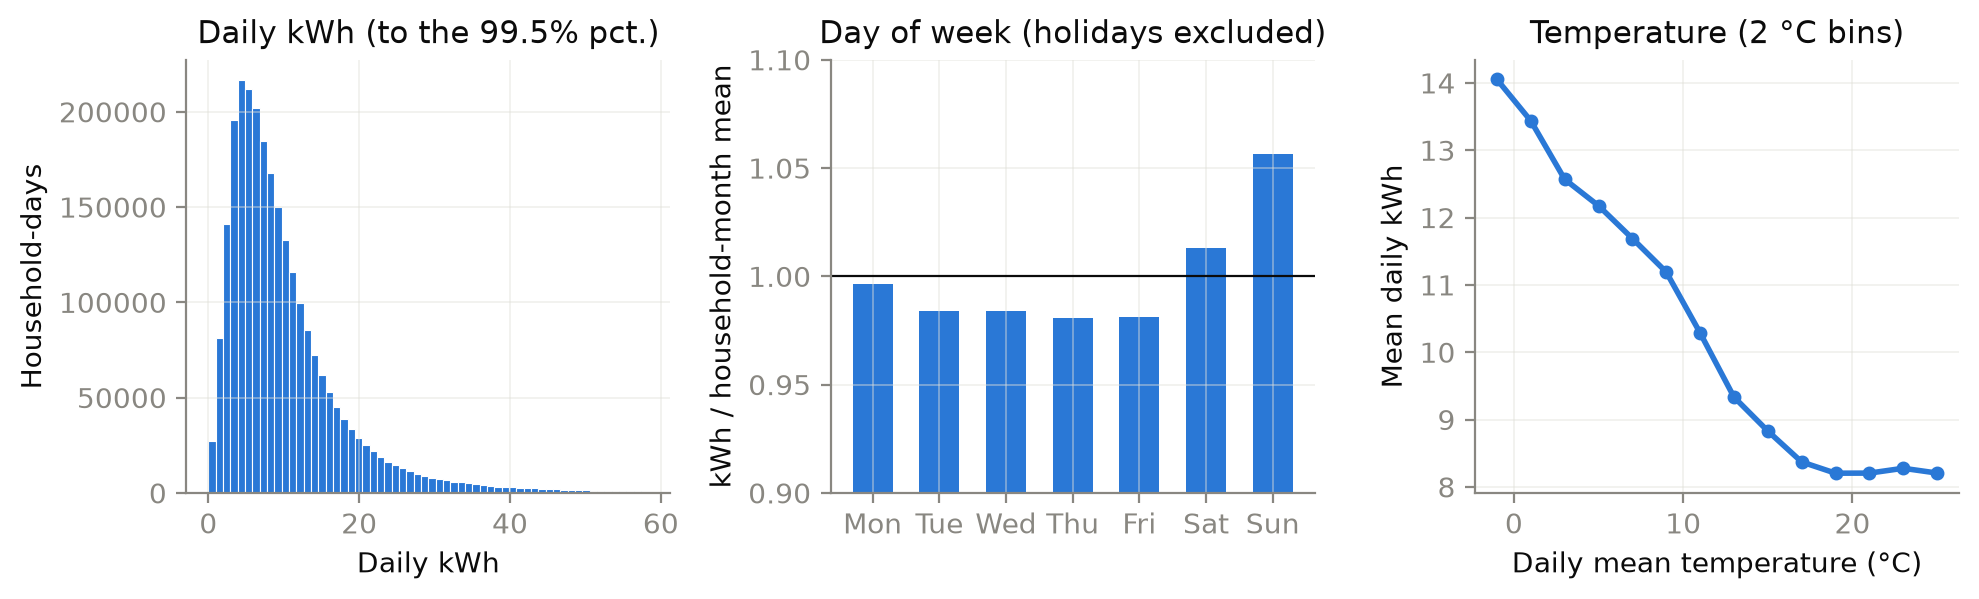 Daily kWh (to the 99.5% pct.)
Household-days
200000
150000
100000
50000
0
0 20 40 60
Daily kWh
Day of week (holidays excluded)
kWh / household-month mean
1.10
1.05
1.00
0.95
0.90
Mon Tue Wed Thu Fri Sat Sun
Temperature (2 °C bins)
Mean daily kWh
14
13
12
11
10
9
8
0 10 20
Daily mean temperature (°C)